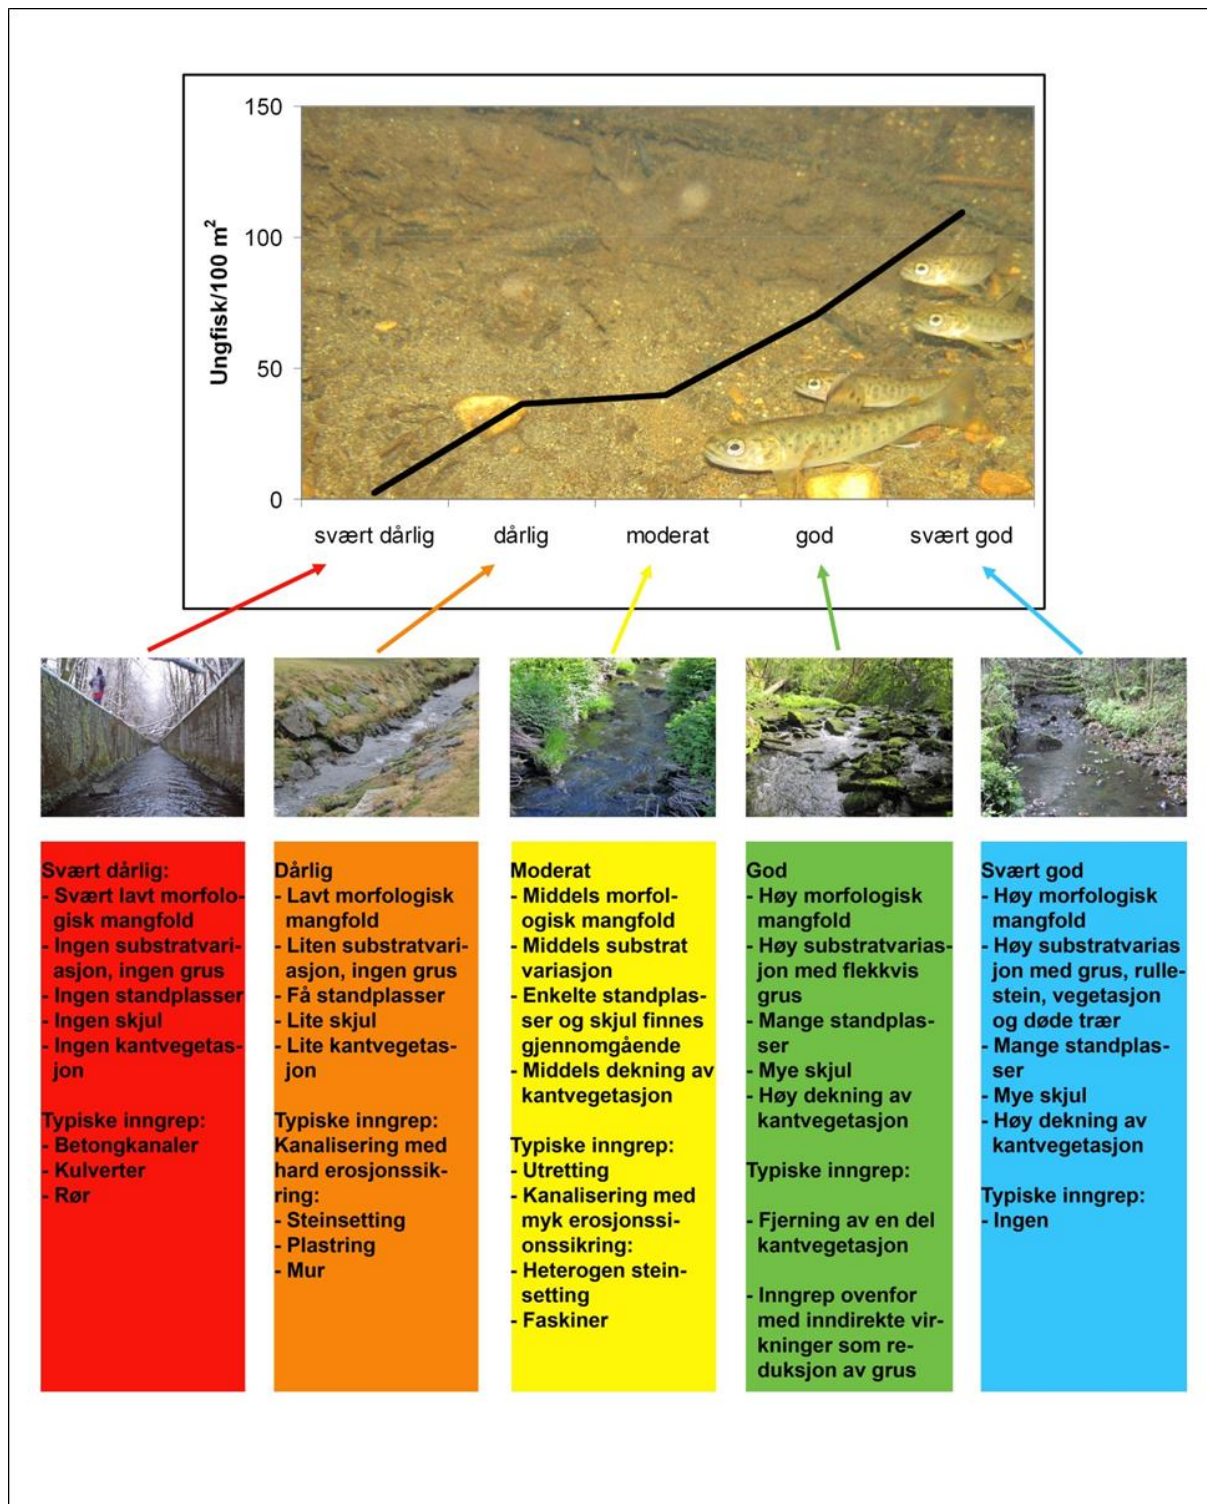 150
100
50
0
Ungfisk/100 m²
svært dårlig
dårlig
moderat
god
svært god
Svært dårlig:
- Svært lavt morfolo-
gisk mangfold
- Ingen substratvari-
asjon, ingen grus
- Ingen standplasser
- Ingen skjul
- Ingen kantvegetas-
jon
Typiske inngrep:
- Betongkanaler
- Kulverter
- Rør
Dårlig
- Lavt morfologisk
mangfold
- Liten substratvari-
asjon, ingen grus
- Få standplasser
- Lite skjul
- Lite kantvegetas-
jon
Typiske inngrep:
Kanalisering med
hard erosjonssik-
ring:
- Steinsetting
- Plastring
- Mur
Moderat
- Middels morfol-
ogisk mangfold
- Middels substrat
variasjon
- Enkelte standplas-
ser og skjul finnes
gjennomgående
- Middels dekning av
kantvegetasjon
Typiske inngrep:
- Utretting
- Kanalisering med
myk erosjonssi-
onssikring:
- Heterogen stein-
setting
- Faskiner
God
- Høy morfologisk
mangfold
- Høy substratvarias-
jon med flekkvis
grus
- Mange standplas-
ser
- Mye skjul
- Høy dekning av
kantvegetasjon
Typiske inngrep:
- Fjerning av en del
kantvegetasjon
- Inngrep ovenfor
med inndirekte vir-
kninger som re-
duksjon av grus
Svært god
- Høy morfologisk
mangfold
- Høy substratvarias
jon med grus, rulle-
stein, vegetasjon
og døde trær
- Mange standplas-
ser
- Mye skjul
- Høy dekning av
kantvegetasjon
Typiske inngrep:
- Ingen